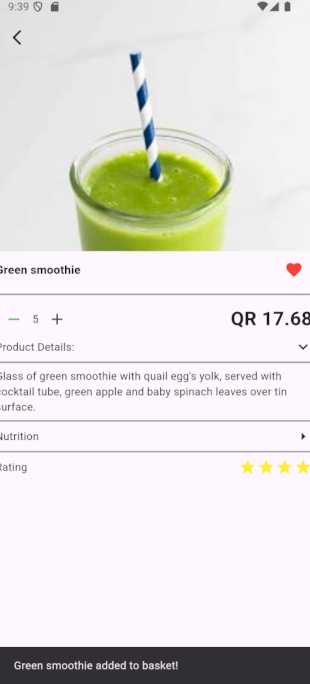 9:39
Green smoothie
5
QR 17.68
Product Details:
Glass of green smoothie with quail egg's yolk, served with
cocktail tube, green apple and baby spinach leaves over tin
surface.
Nutrition
Rating
Green smoothie added to basket!